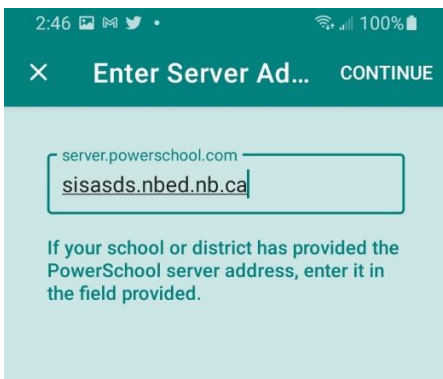 2:46 100%
× Enter Server Ad... CONTINUE
server.powerschool.com
sisasds.nbed.nb.ca
If your school or district has provided the
PowerSchool server address, enter it in
the field provided.